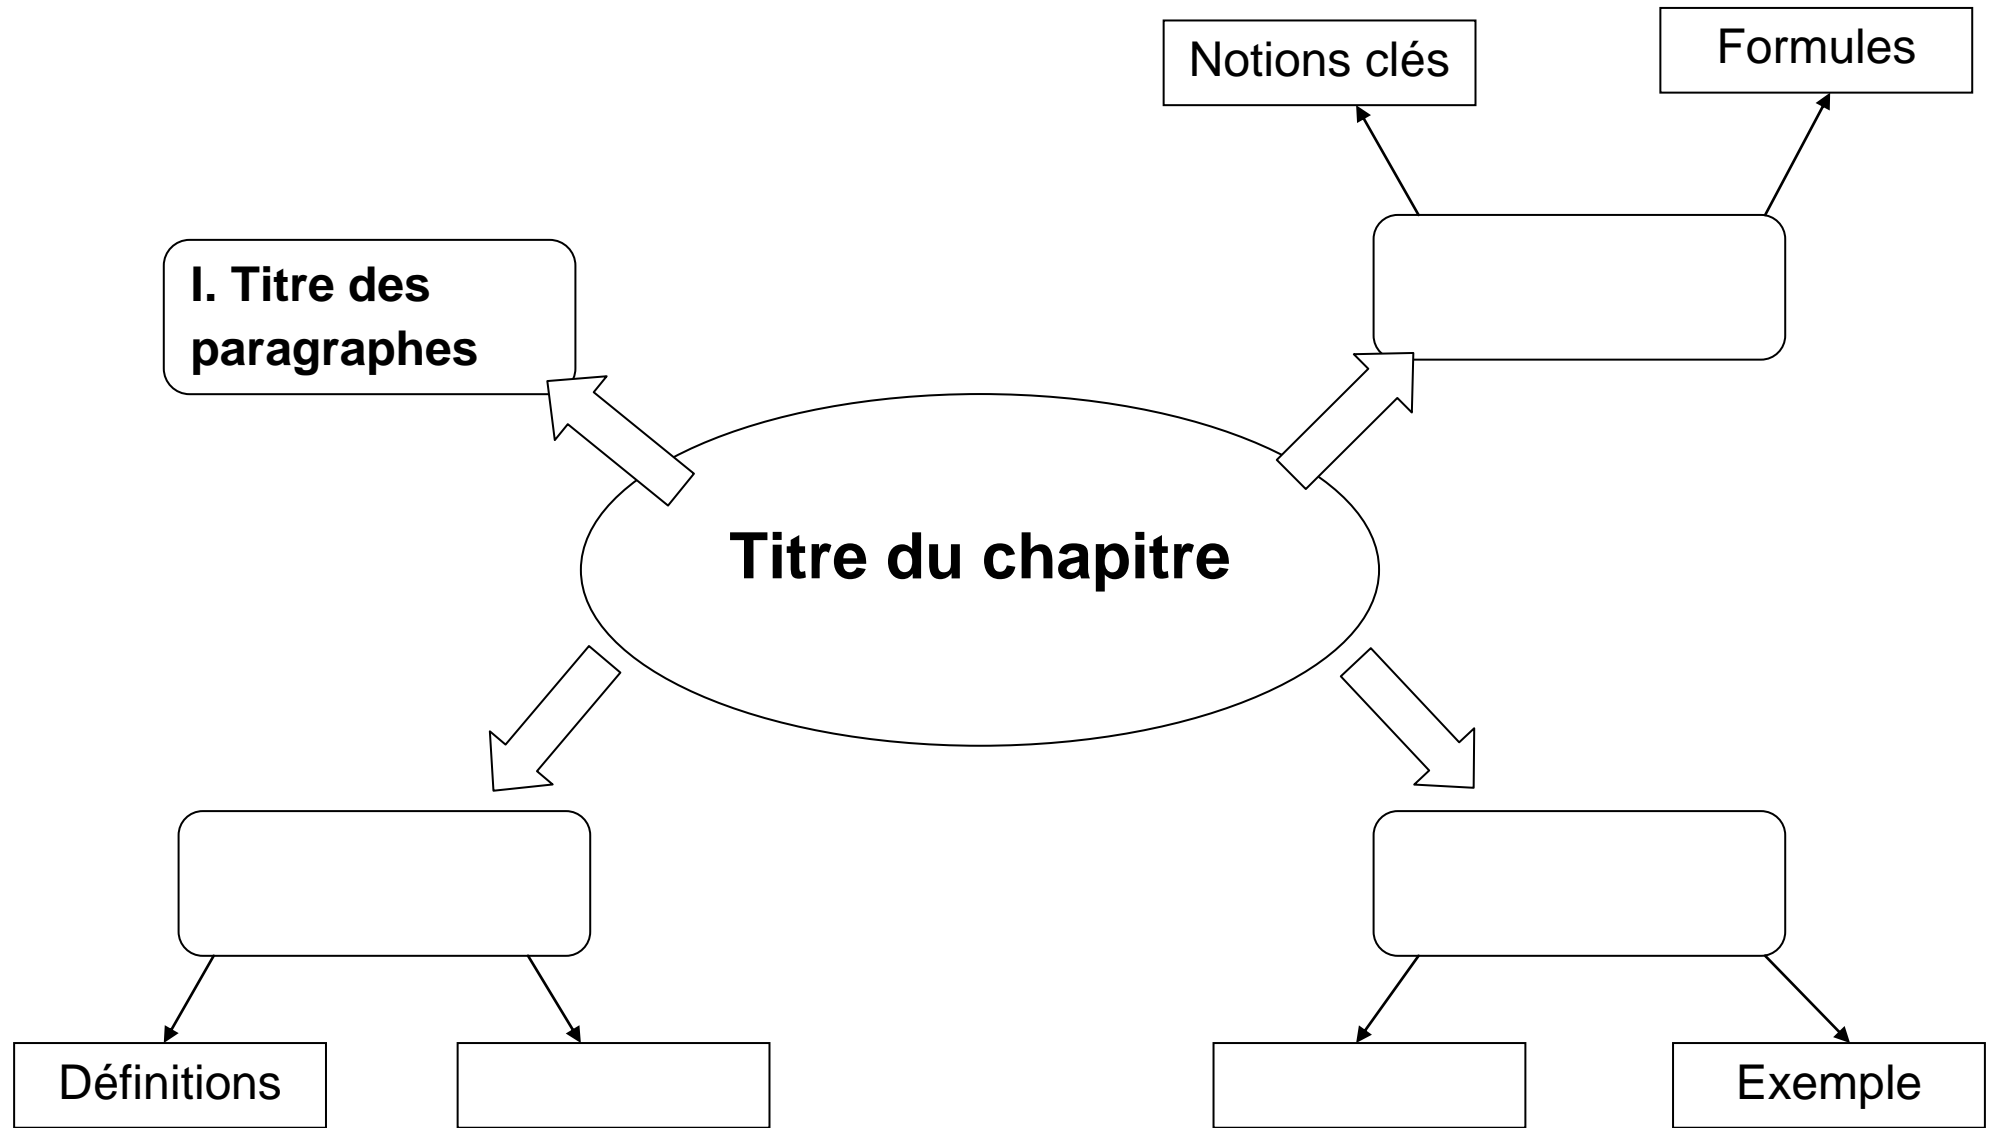 Notions clés
Formules
I. Titre des
paragraphes
Titre du chapitre
Définitions
Exemple